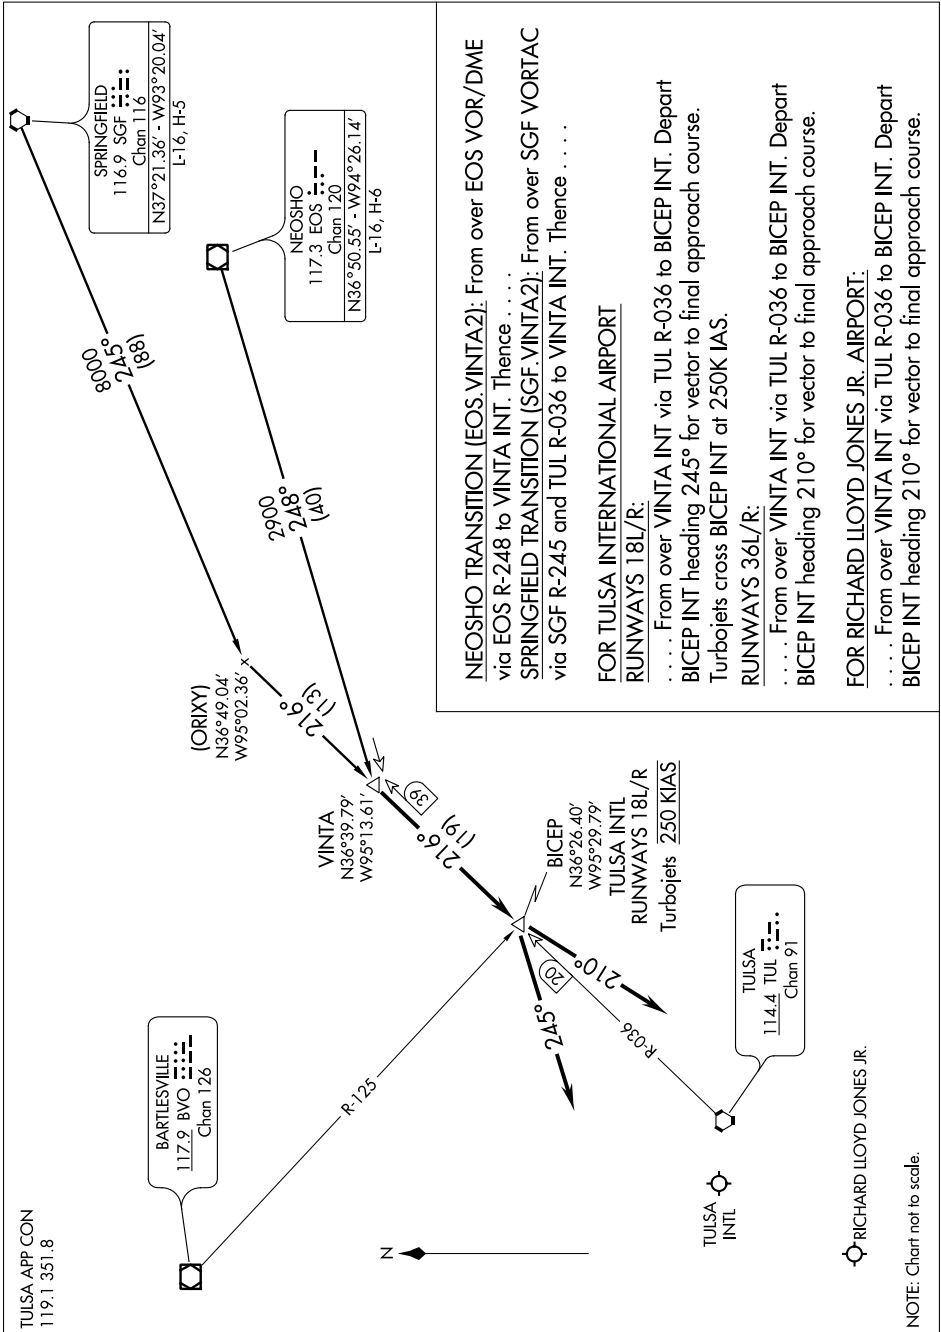 TULSA APP CON
119.1 351.8
SPRINGFIELD
116.9 SGF
Chan 116
N37°21.36' - W93°20.04'
L-16, H-5
NEOSHO
117.3 EOS
Chan 120
N36°50.55' - W94°26.14'
L-16, H-6
8000
245°
(88)
2900
248°
(40)
(ORIXY)
N36°49.04'
W95°02.36'
216°
(13)
VINTA
N36°39.79'
W95°13.61'
39
216°
(19)
BICEP
N36°26.40'
W95°29.79'
TULSA INTL
RUNWAYS 18L/R
Turbojets 250 KIAS
BARTLESVILLE
117.9 BVO
Chan 126
R-125
20
245°
210°
R-036
TULSA
114.4 TUL
Chan 91
N
TULSA
INTL
RICHARD LLOYD JONES JR.
NOTE: Chart not to scale.
NEOSHO TRANSITION (EOS.VINTA2): From over EOS VOR/DME
via EOS R-248 to VINTA INT. Thence . . . .
SPRINGFIELD TRANSITION (SGF.VINTA2): From over SGF VORTAC
via SGF R-245 and TUL R-036 to VINTA INT. Thence . . . . .
FOR TULSA INTERNATIONAL AIRPORT
RUNWAYS 18L/R:
. . . . From over VINTA INT via TUL R-036 to BICEP INT. Depart
BICEP INT heading 245° for vector to final approach course.
Turbojets cross BICEP INT at 250K IAS.
RUNWAYS 36L/R:
. . . . From over VINTA INT via TUL R-036 to BICEP INT. Depart
BICEP INT heading 210° for vector to final approach course.
FOR RICHARD LLOYD JONES JR. AIRPORT:
. . . . From over VINTA INT via TUL R-036 to BICEP INT. Depart
BICEP INT heading 210° for vector to final approach course.